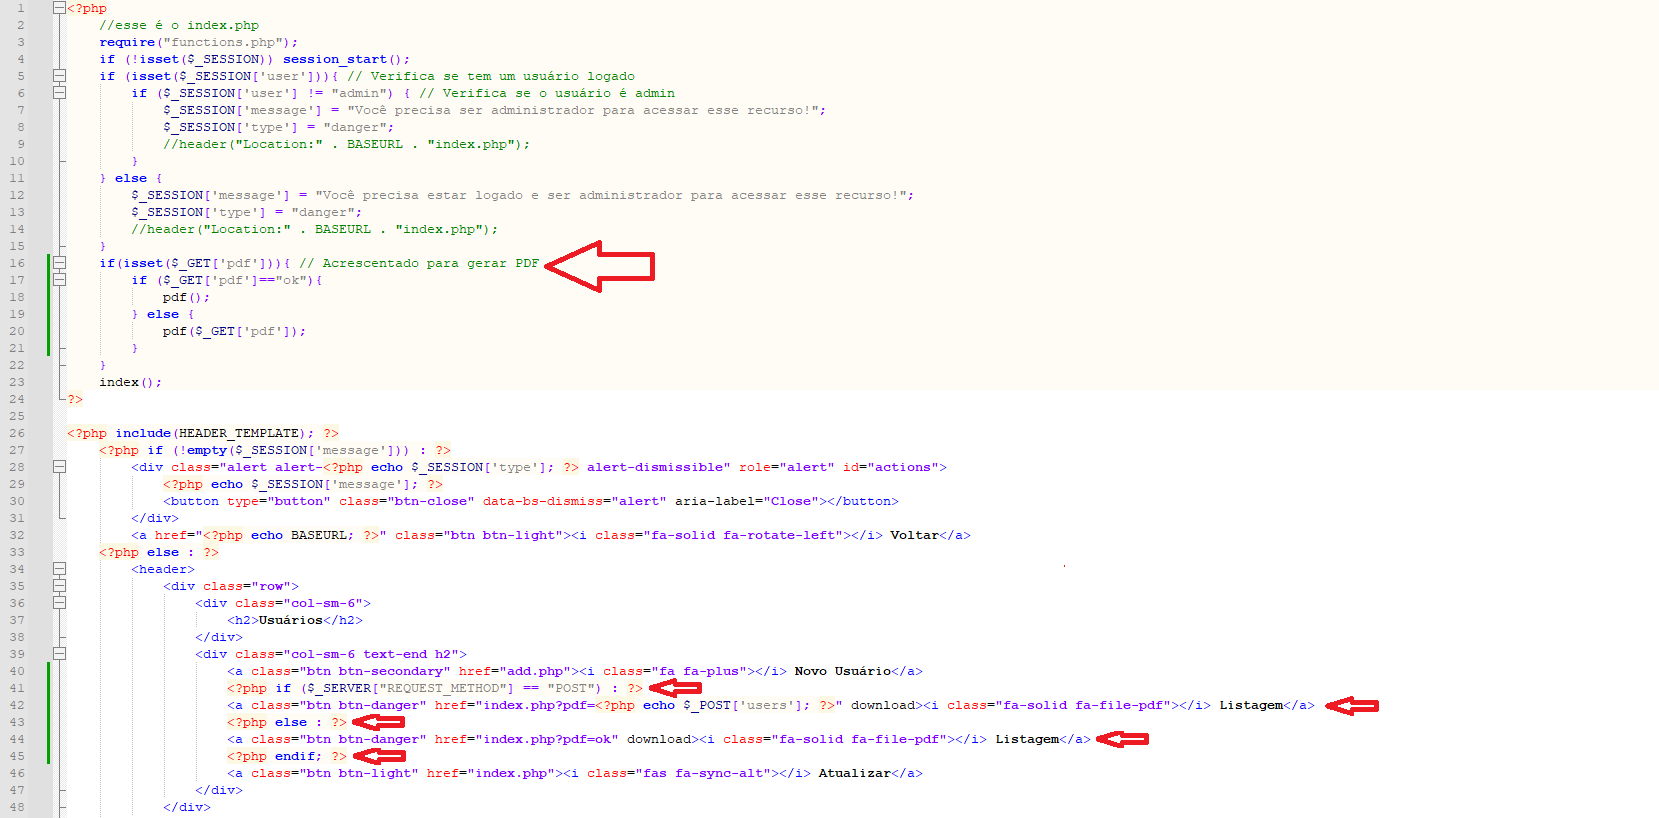 1 <?php
2 //esse é o index.php
3 require("functions.php");
4 if (!isset($_SESSION)) session_start();
5 if (isset($_SESSION['user'])){ // Verifica se tem um usuário logado
6 if ($_SESSION['user'] != "admin") { // Verifica se o usuário é admin
7 $_SESSION['message'] = "Você precisa ser administrador para acessar esse recurso!";
8 $_SESSION['type'] = "danger";
9 //header("Location:" . BASEURL . "index.php");
10 }
11 } else {
12 $_SESSION['message'] = "Você precisa estar logado e ser administrador para acessar esse recurso!";
13 $_SESSION['type'] = "danger";
14 //header("Location:" . BASEURL . "index.php");
15 }
16 if(isset($_GET['pdf'])){ // Acrescentado para gerar PDF
17 if ($_GET['pdf']=="ok"){
18 pdf();
19 } else {
20 pdf($_GET['pdf']);
21 }
22 }
23 index();
24 ?>
25
26 <?php include(HEADER_TEMPLATE); ?>
27 <?php if (!empty($_SESSION['message'])) : ?>
28 <div class="alert alert-<?php echo $_SESSION['type']; ?> alert-dismissible" role="alert" id="actions">
29 <?php echo $_SESSION['message']; ?>
30 <button type="button" class="btn-close" data-bs-dismiss="alert" aria-label="Close"></button>
31 </div>
32 <a href="<?php echo BASEURL; ?>" class="btn btn-light"><i class="fa-solid fa-rotate-left"></i> Voltar</a>
33 <?php else : ?>
34 <header>
35 <div class="row">
36 <div class="col-sm-6">
37 <h2>Usuários</h2>
38 </div>
39 <div class="col-sm-6 text-end h2">
40 <a class="btn btn-secondary" href="add.php"><i class="fa fa-plus"></i> Novo Usuário</a>
41 <?php if ($_SERVER["REQUEST_METHOD"] == "POST") : ?>
42 <a class="btn btn-danger" href="index.php?pdf=<?php echo $_POST['users']; ?>" download><i class="fa-solid fa-file-pdf"></i> Listagem</a>
43 <?php else : ?>
44 <a class="btn btn-danger" href="index.php?pdf=ok" download><i class="fa-solid fa-file-pdf"></i> Listagem</a>
45 <?php endif; ?>
46 <a class="btn btn-light" href="index.php"><i class="fas fa-sync-alt"></i> Atualizar</a>
47 </div>
48 </div>